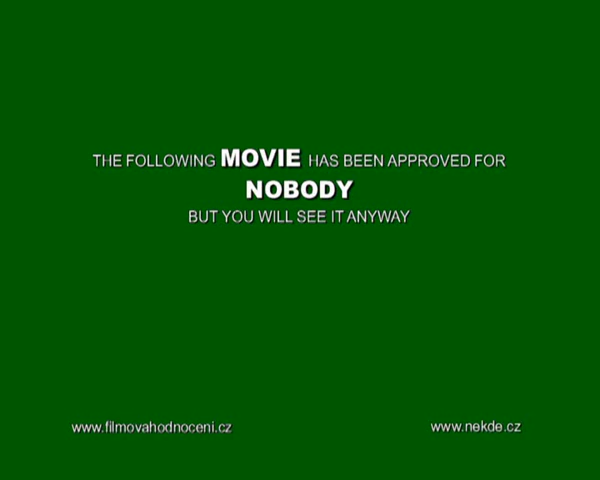 THE FOLLOWING MOVIE HAS BEEN APPROVED FOR
NOBODY
BUT YOU WILL SEE IT ANYWAY
www.filmovahodnoceni.cz
www.nekde.cz